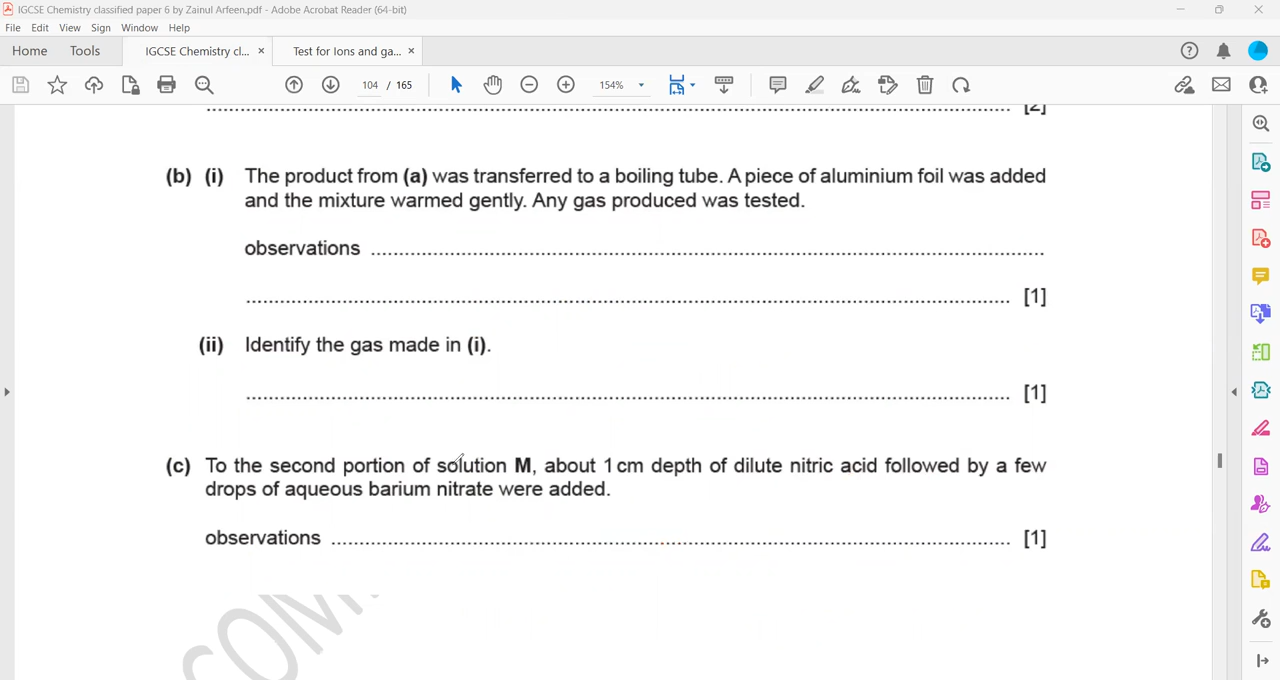 IGCSE Chemistry classified paper 6 by Zainul Arfeen.pdf - Adobe Acrobat Reader (64-bit)
File Edit View Sign Window Help
Home Tools IGCSE Chemistry cl... × Test for Ions and ga... ×
104 / 165 154%
[2]
(b) (i) The product from (a) was transferred to a boiling tube. A piece of aluminium foil was added
and the mixture warmed gently. Any gas produced was tested.
observations ..........................................................................
.......................................................................... [1]
(ii) Identify the gas made in (i).
.......................................................................... [1]
(c) To the second portion of solution M, about 1 cm depth of dilute nitric acid followed by a few
drops of aqueous barium nitrate were added.
observations .......................................................................... [1]